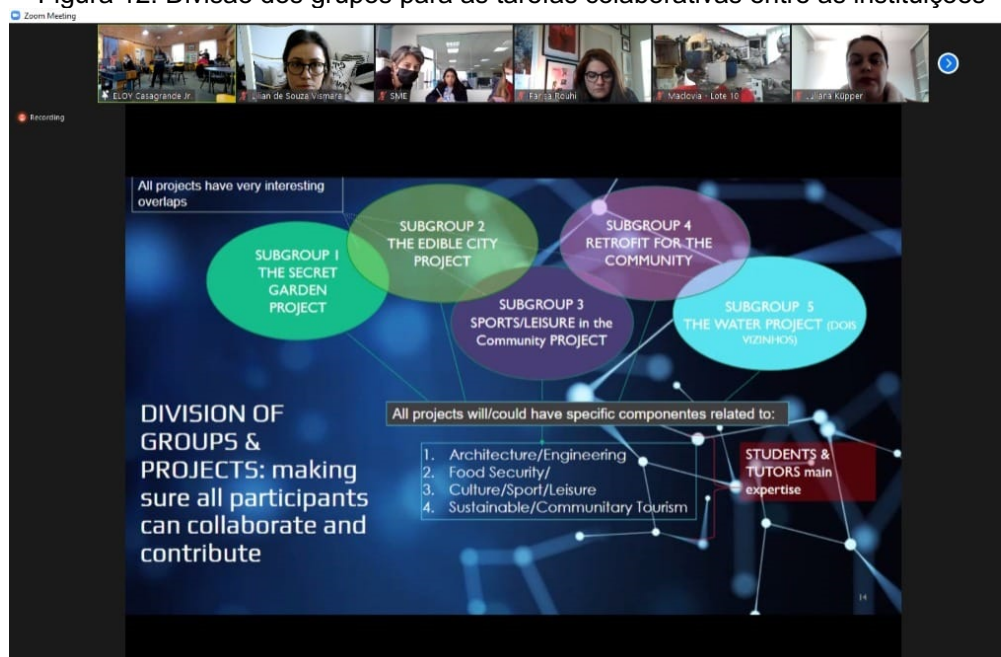 Figura 12: Divisão dos grupos para as tarefas colaborativas entre as instituições
Zoom Meeting
ELOY Casagrande Jr.
Lilian de Souza Vismara
SME
Farisa Rouhi
Madovia - Lote 10
Juliana Küpper
Recording
All projects have very interesting
overlaps
SUBGROUP 1
THE SECRET
GARDEN
PROJECT
SUBGROUP 2
THE EDIBLE CITY
PROJECT
SUBGROUP 3
SPORTS/LEISURE in the
Community PROJECT
SUBGROUP 4
RETROFIT FOR THE
COMMUNITY
SUBGROUP 5
THE WATER PROJECT (DOIS
VIZINHOS)
All projects will/could have specific componentes related to:
DIVISION OF
GROUPS &
PROJECTS: making
sure all participants
can collaborate and
contribute
1. Architecture/Engineering
2. Food Security/
3. Culture/Sport/Leisure
4. Sustainable/Communitary Tourism
STUDENTS &
TUTORS main
expertise
14